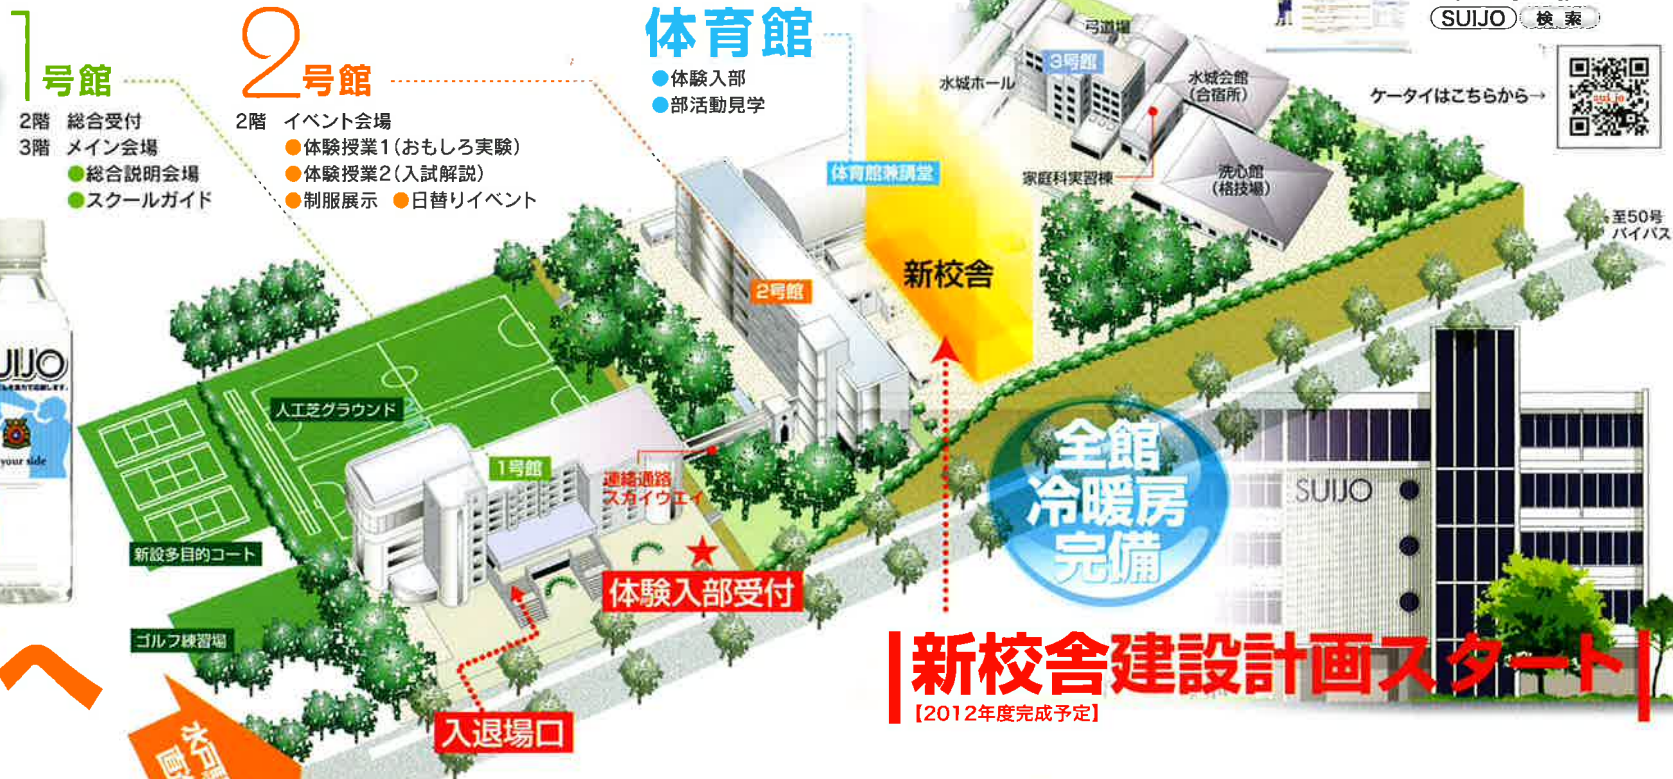 1号館
2階 総合受付
3階 メイン会場
●総合説明会場
●スクールガイド
2号館
2階 イベント会場
●体験授業1(おもしろ実験)
●体験授業2(入試解説)
●制服展示 ●日替りイベント
体育館
●体験入部
●部活動見学
SUIJO 検索
ケータイはこちらから→
sui jo
弓道場
3号館
水城ホール
水城会館
(合宿所)
体育館兼講堂
家庭科実習棟
洗心館
(格技場)
至50号
バイパス
新校舎
2号館
人工芝グラウンド
1号館
連絡通路
スカイウエイ
新設多目的コート
ゴルフ練習場
体験入部受付
入退場口
全館
冷暖房
完備
SUIJO
新校舎建設計画スタート
【2012年度完成予定】
your side
へ